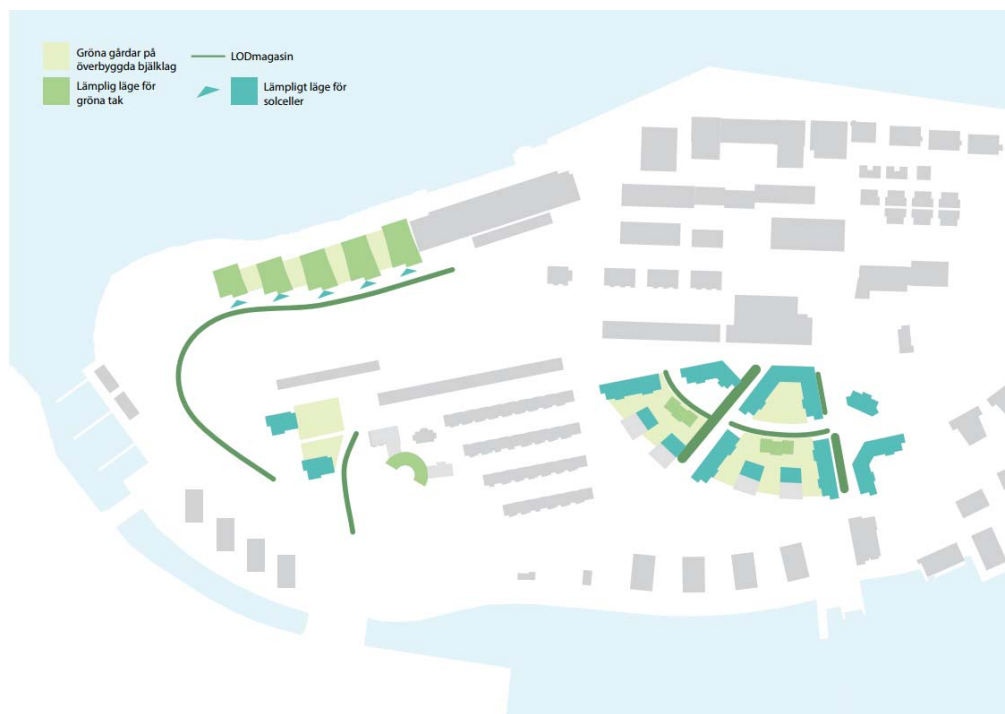 Gröna gårdar på
överbyggda bjälklag
Lämplig läge för
gröna tak
LODmagasin
Lämpligt läge för
solceller